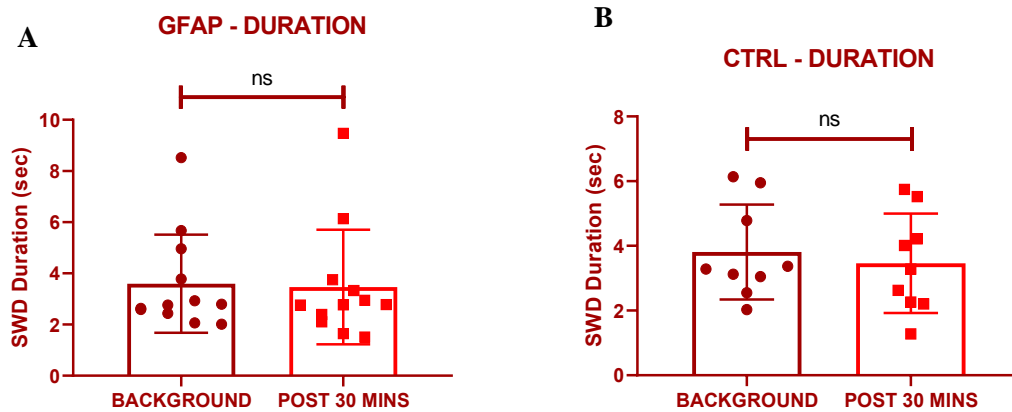 A
GFAP - DURATION
ns
SWD Duration (sec)
10
8
6
4
2
0
BACKGROUND
POST 30 MINS
B
CTRL - DURATION
ns
SWD Duration (sec)
8
6
4
2
0
BACKGROUND
POST 30 MINS